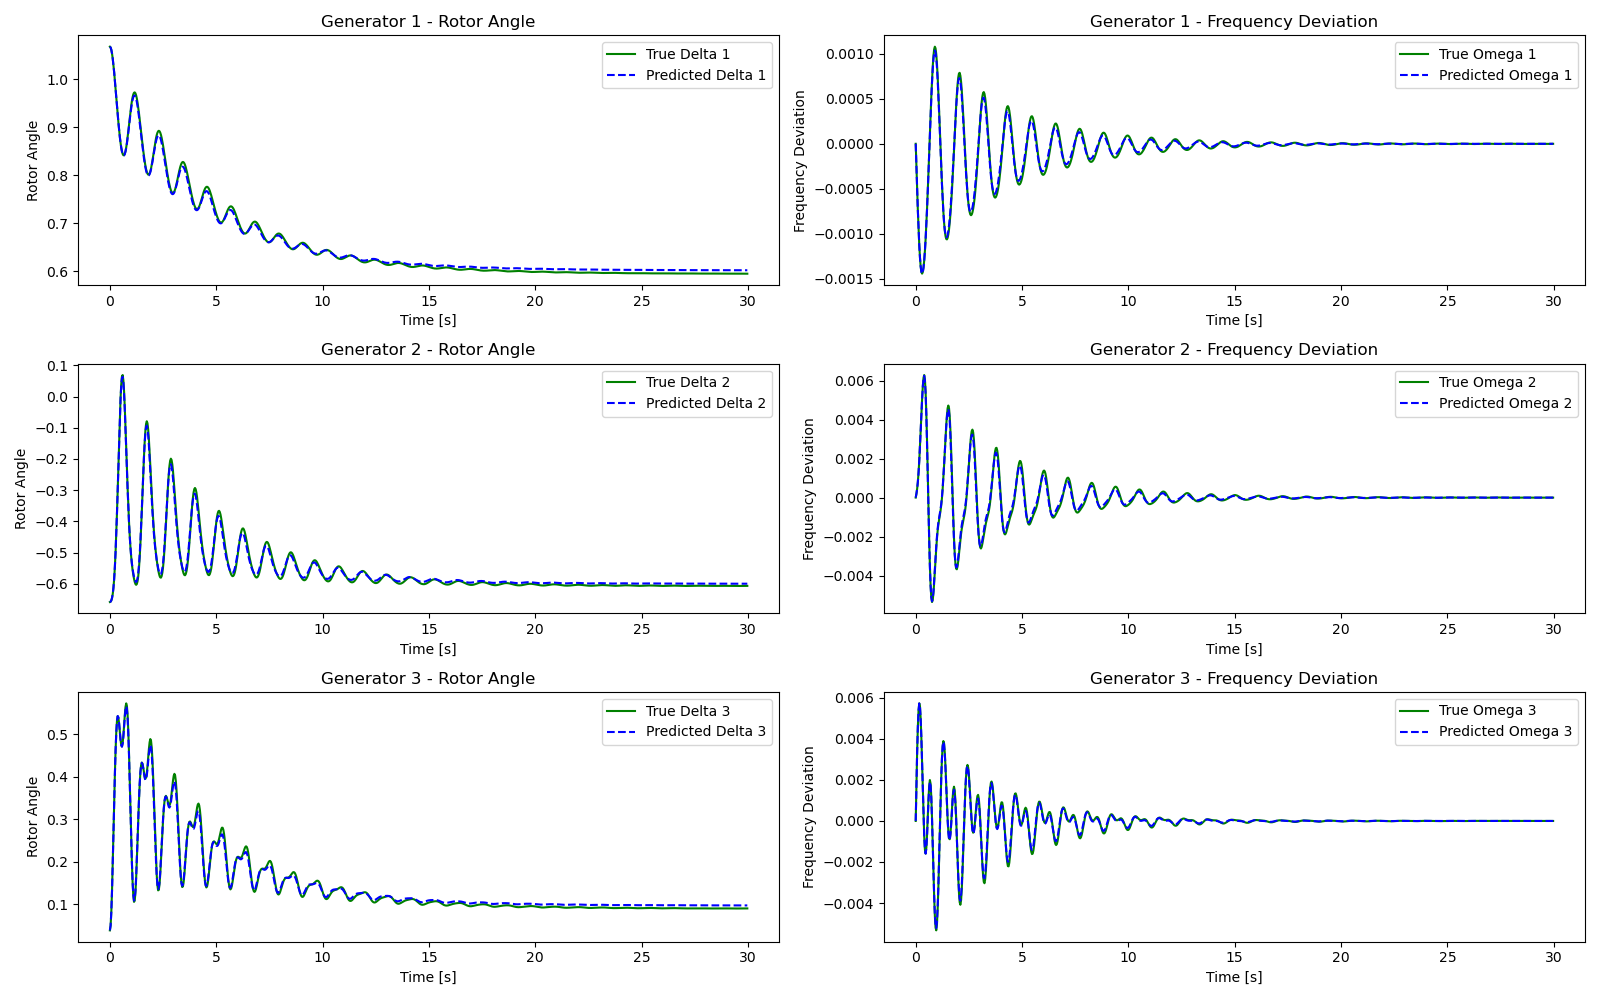 Generator 1 - Rotor Angle
True Delta 1
Predicted Delta 1
Rotor Angle
1.0
0.9
0.8
0.7
0.6
0 5 10 15 20 25 30
Time [s]
Generator 1 - Frequency Deviation
True Omega 1
Predicted Omega 1
Frequency Deviation
0.0010
0.0005
0.0000
−0.0005
−0.0010
−0.0015
0 5 10 15 20 25 30
Time [s]
Generator 2 - Rotor Angle
True Delta 2
Predicted Delta 2
Rotor Angle
0.1
0.0
−0.1
−0.2
−0.3
−0.4
−0.5
−0.6
0 5 10 15 20 25 30
Time [s]
Generator 2 - Frequency Deviation
True Omega 2
Predicted Omega 2
Frequency Deviation
0.006
0.004
0.002
0.000
−0.002
−0.004
0 5 10 15 20 25 30
Time [s]
Generator 3 - Rotor Angle
True Delta 3
Predicted Delta 3
Rotor Angle
0.5
0.4
0.3
0.2
0.1
0 5 10 15 20 25 30
Time [s]
Generator 3 - Frequency Deviation
True Omega 3
Predicted Omega 3
Frequency Deviation
0.006
0.004
0.002
0.000
−0.002
−0.004
0 5 10 15 20 25 30
Time [s]